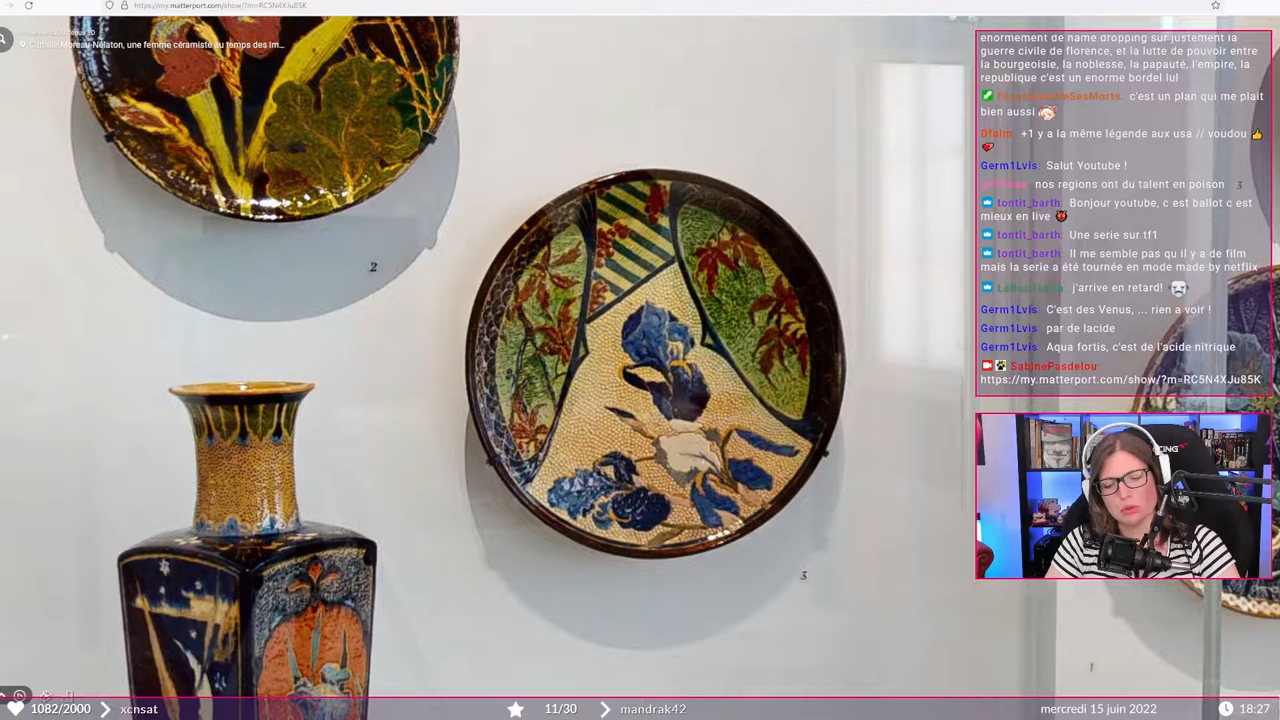 https://my.matterport.com/show/?m=RC5N4XJu85K
Camille Moreau-Nélaton, une femme céramiste au temps des im...
enormement de name dropping sur justement la
guerre civile de florence, et la lutte de pouvoir entre
la bourgeoisie, la noblesse, la papauté, l'empire, la
republique c'est un enorme bordel lul
c'est un plan qui me plait
bien aussi
Dfalm: +1 y a la même légende aux usa // voudou
Germ1Lvis: Salut Youtube !
nos regions ont du talent en poison
tontit_barth: Bonjour youtube, c est ballot c est
mieux en live
tontit_barth: Une serie sur tf1
tontit_barth: Il me semble pas qu il y a de film
mais la serie a été tournée en mode made by netflix
j'arrive en retard!
Germ1Lvis: C'est des Venus, ... rien a voir !
Germ1Lvis: par de lacide
Germ1Lvis: Aqua fortis, c'est de l'acide nitrique
SabinePasdelou:
https://my.matterport.com/show/?m=RC5N4XJu85K
2
3
1082/2000
xcnsat
11/30
mandrak42
mercredi 15 juin 2022
18:27